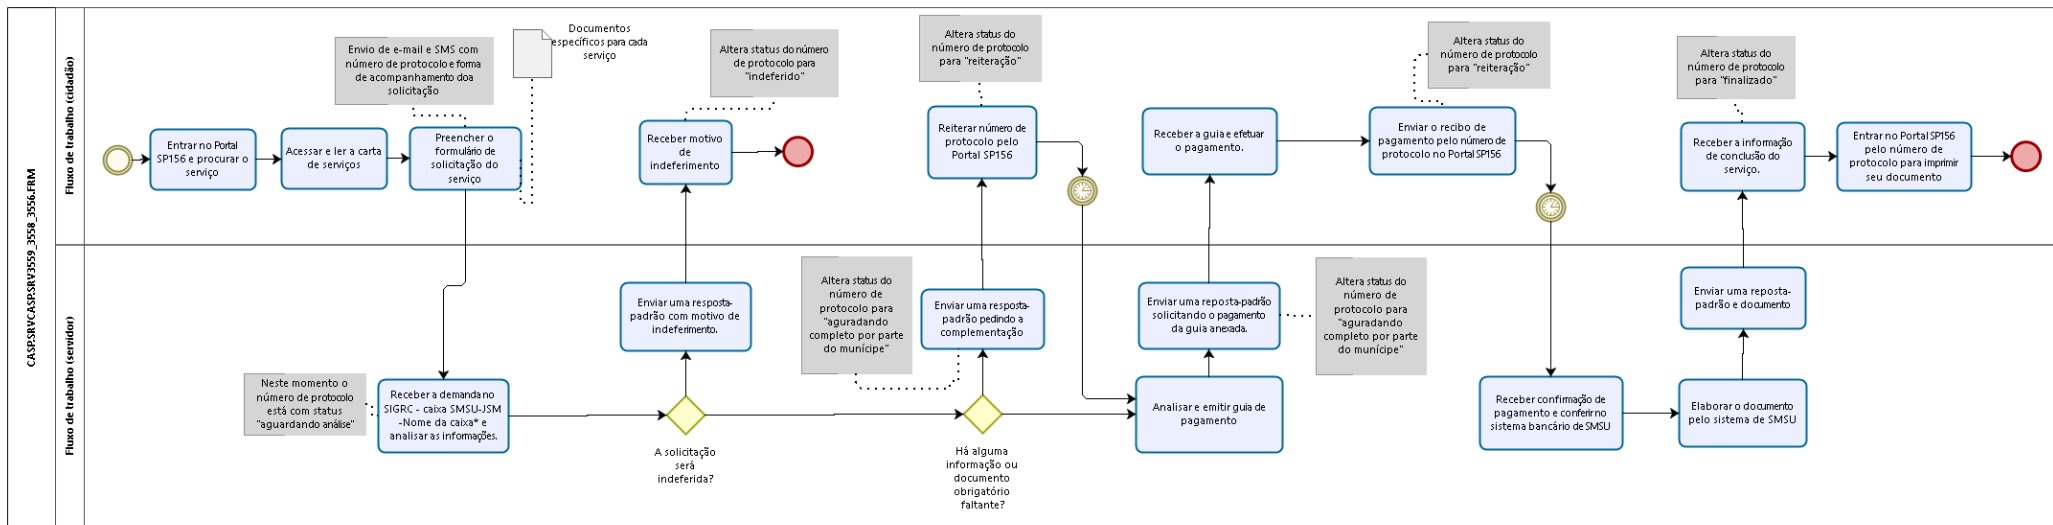 CASP.SRVCASP.SRV3559_3558_3556.FRM
Fluxo de trabalho (cidadão)
Entrar no Portal
SP156 e procurar o
serviço
Acessar e ler a carta
de serviços
Envio de e-mail e SMS com
número de protocolo e forma
de acompanhamento doa
solicitação
Preencher o
formulário de
solicitação do
serviço
Documentos
específicos para cada
serviço
Altera status do número
de protocolo para
"indeferido"
Receber motivo
de
indeferimento
Altera status do
número de protocolo
para "reiteração"
Reiterar número de
protocolo pelo
Portal SP156
Receber a guia e efetuar
o pagamento.
Altera status do
número de protocolo
para "reiteração"
Enviar o recibo de
pagamento pelo número de
protocolo no Portal SP156
Altera status do
número de protocolo
para "finalizado"
Receber a informação
de conclusão do
serviço.
Entrar no Portal SP156
pelo número de
protocolo para imprimir
seu documento
Fluxo de trabalho (servidor)
Neste momento o
número de protocolo
está com status
"aguardando análise"
Receber a demanda no
SIGRC - caixa SMSU-JSM
-Nome da caixa* e
analisar as informações.
Enviar uma resposta-
padrão com motivo de
indeferimento.
A solicitação
será
indeferida?
Altera status do
número de
protocolo para
"aguradando
completo por parte
do munícipe"
Enviar uma resposta-
padrão pedindo a
complementação
Há alguma
informação ou
documento
obrigatório
faltante?
Enviar uma reposta-padrão
solicitando o pagamento
da guia anexada.
Analisar e emitir guia de
pagamento
Altera status do
número de
protocolo para
"aguradando
completo por parte
do munícipe"
Receber confirmação de
pagamento e conferir no
sistema bancário de SMSU
Enviar uma reposta-
padrão e documento
Elaborar o documento
pelo sistema de SMSU